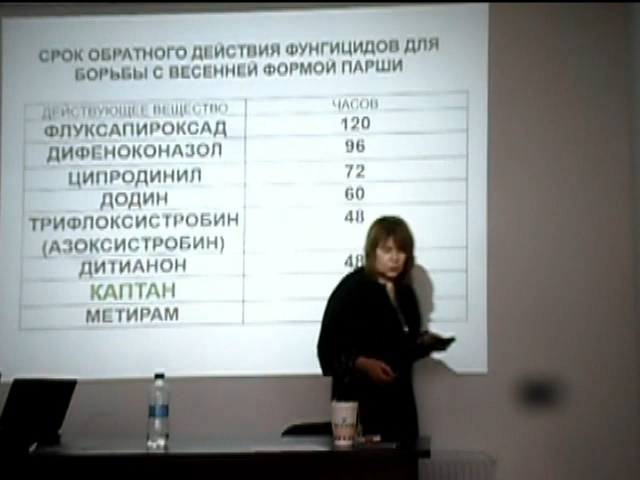 СРОК ОБРАТНОГО ДЕЙСТВИЯ ФУНГИЦИДОВ ДЛЯ
БОРЬБЫ С ВЕСЕННЕЙ ФОРМОЙ ПАРШИ
ДЕЙСТВУЮЩЕЕ ВЕЩЕСТВО ЧАСОВ
ФЛУКСАПИРОКСАД 120
ДИФЕНОКОНАЗОЛ 96
ЦИПРОДИНИЛ 72
ДОДИН 60
ТРИФЛОКСИСТРОБИН 48
(АЗОКСИСТРОБИН)
ДИТИАНОН 48
КАПТАН
МЕТИРАМ